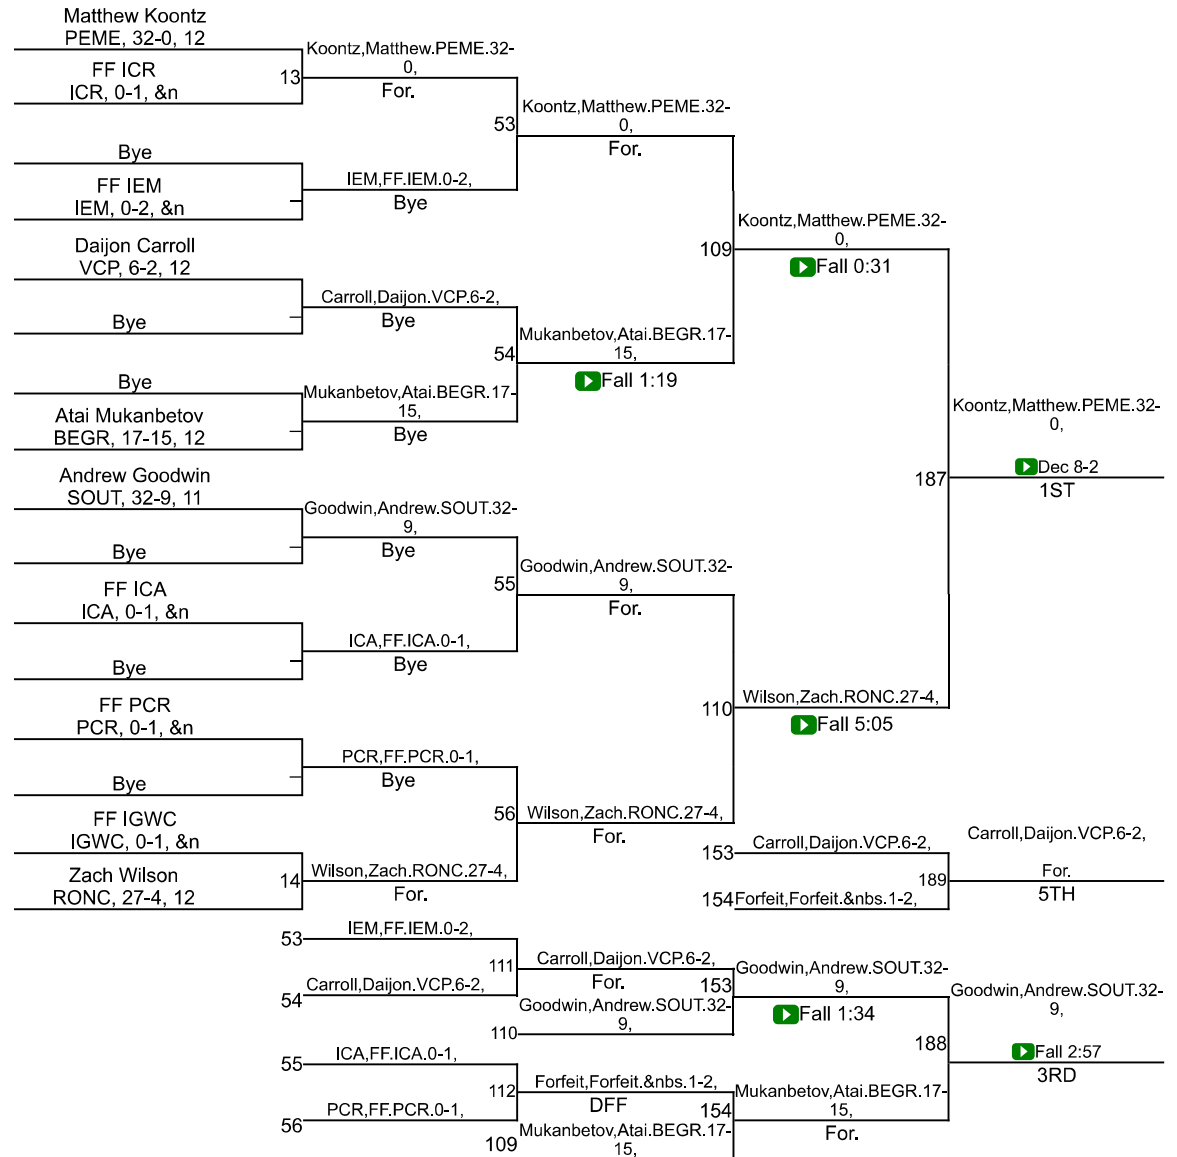 Matthew Koontz
PEME, 32-0, 12
FF ICR
ICR, 0-1, &n
Bye
FF IEM
IEM, 0-2, &n
Daijon Carroll
VCP, 6-2, 12
Bye
Bye
Atai Mukanbetov
BEGR, 17-15, 12
Andrew Goodwin
SOUT, 32-9, 11
Bye
FF ICA
ICA, 0-1, &n
Bye
FF PCR
PCR, 0-1, &n
Bye
FF IGWC
IGWC, 0-1, &n
Zach Wilson
RONC, 27-4, 12
13
Koontz,Matthew.PEME.32-
0,
For.
IEM,FF.IEM.0-2,
Bye
Carroll,Daijon.VCP.6-2,
Bye
Mukanbetov,Atai.BEGR.17-
15,
Bye
Goodwin,Andrew.SOUT.32-
9,
Bye
ICA,FF.ICA.0-1,
Bye
PCR,FF.PCR.0-1,
Bye
14
Wilson,Zach.RONC.27-4,
For.
53
Koontz,Matthew.PEME.32-
0,
For.
54
Mukanbetov,Atai.BEGR.17-
15,
Fall 1:19
55
Goodwin,Andrew.SOUT.32-
9,
For.
56
Wilson,Zach.RONC.27-4,
For.
109
Koontz,Matthew.PEME.32-
0,
Fall 0:31
110
Wilson,Zach.RONC.27-4,
Fall 5:05
187
Koontz,Matthew.PEME.32-
0,
Dec 8-2
1ST
153
Carroll,Daijon.VCP.6-2,
154
Forfeit,Forfeit.&nbs.1-2,
189
Carroll,Daijon.VCP.6-2,
For.
5TH
53
IEM,FF.IEM.0-2,
54
Carroll,Daijon.VCP.6-2,
55
ICA,FF.ICA.0-1,
56
PCR,FF.PCR.0-1,
111
Carroll,Daijon.VCP.6-2,
For.
110
Goodwin,Andrew.SOUT.32-
9,
112
Forfeit,Forfeit.&nbs.1-2,
DFF
109
Mukanbetov,Atai.BEGR.17-
15,
153
Goodwin,Andrew.SOUT.32-
9,
Fall 1:34
154
Mukanbetov,Atai.BEGR.17-
15,
For.
188
Goodwin,Andrew.SOUT.32-
9,
Fall 2:57
3RD